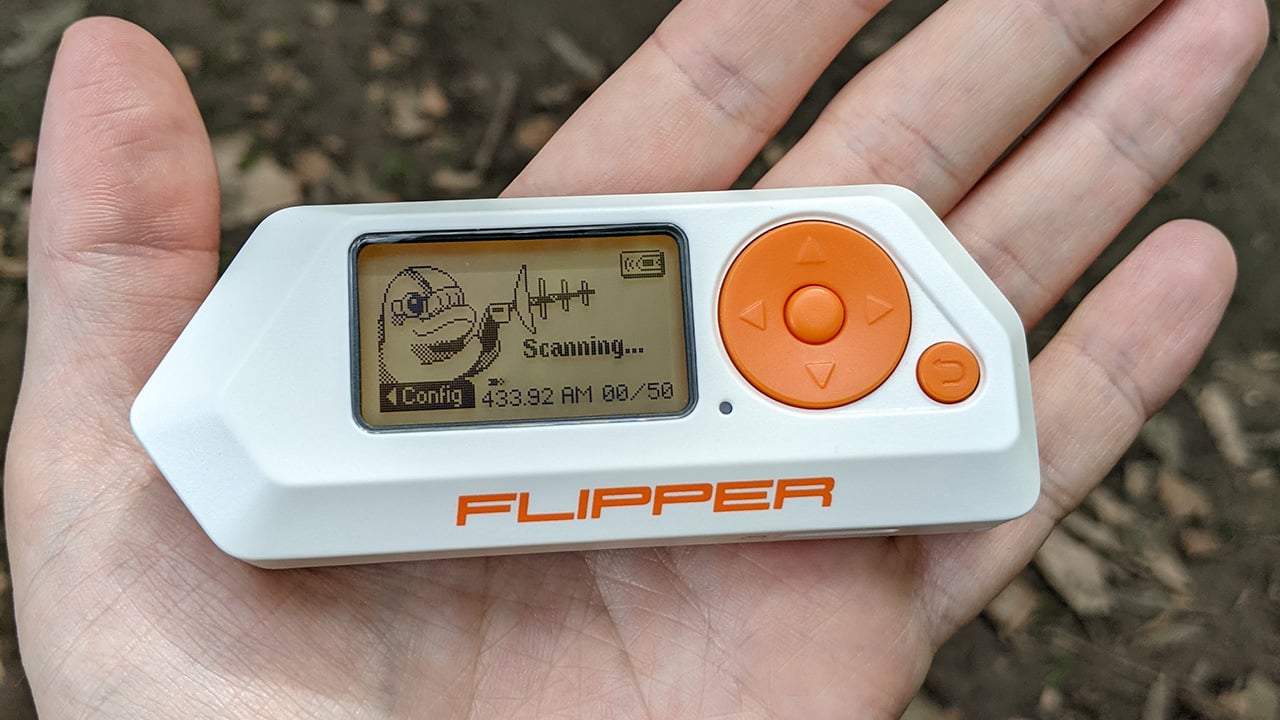 Scanning...
Config
433.92 AM 00/50
FLIPPER